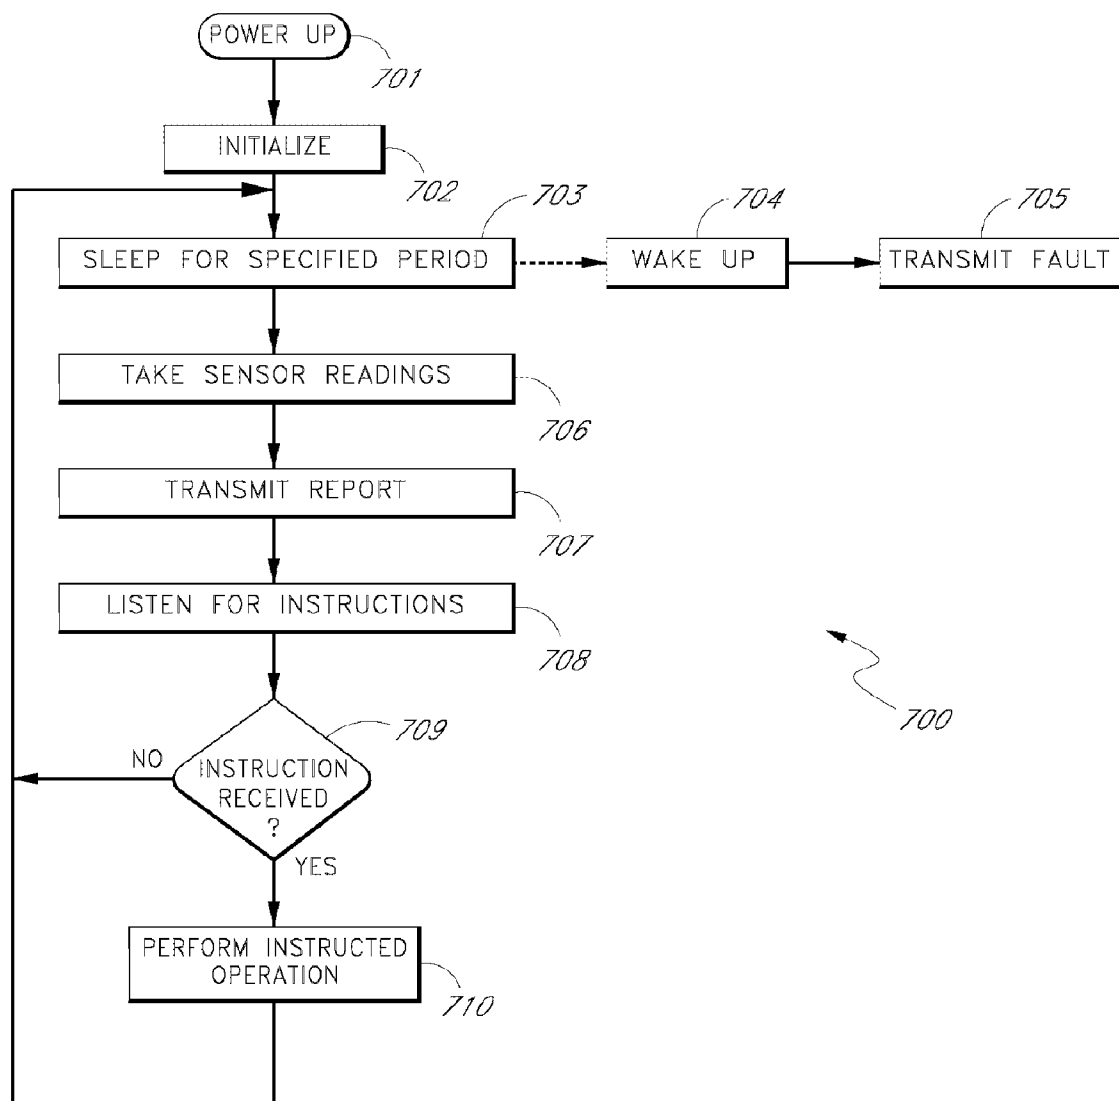 POWER UP
701
INITIALIZE
702
703
704
705
SLEEP FOR SPECIFIED PERIOD
WAKE UP
TRANSMIT FAULT
TAKE SENSOR READINGS
706
TRANSMIT REPORT
707
LISTEN FOR INSTRUCTIONS
708
700
709
NO
INSTRUCTION
RECEIVED
?
YES
PERFORM INSTRUCTED
OPERATION
710